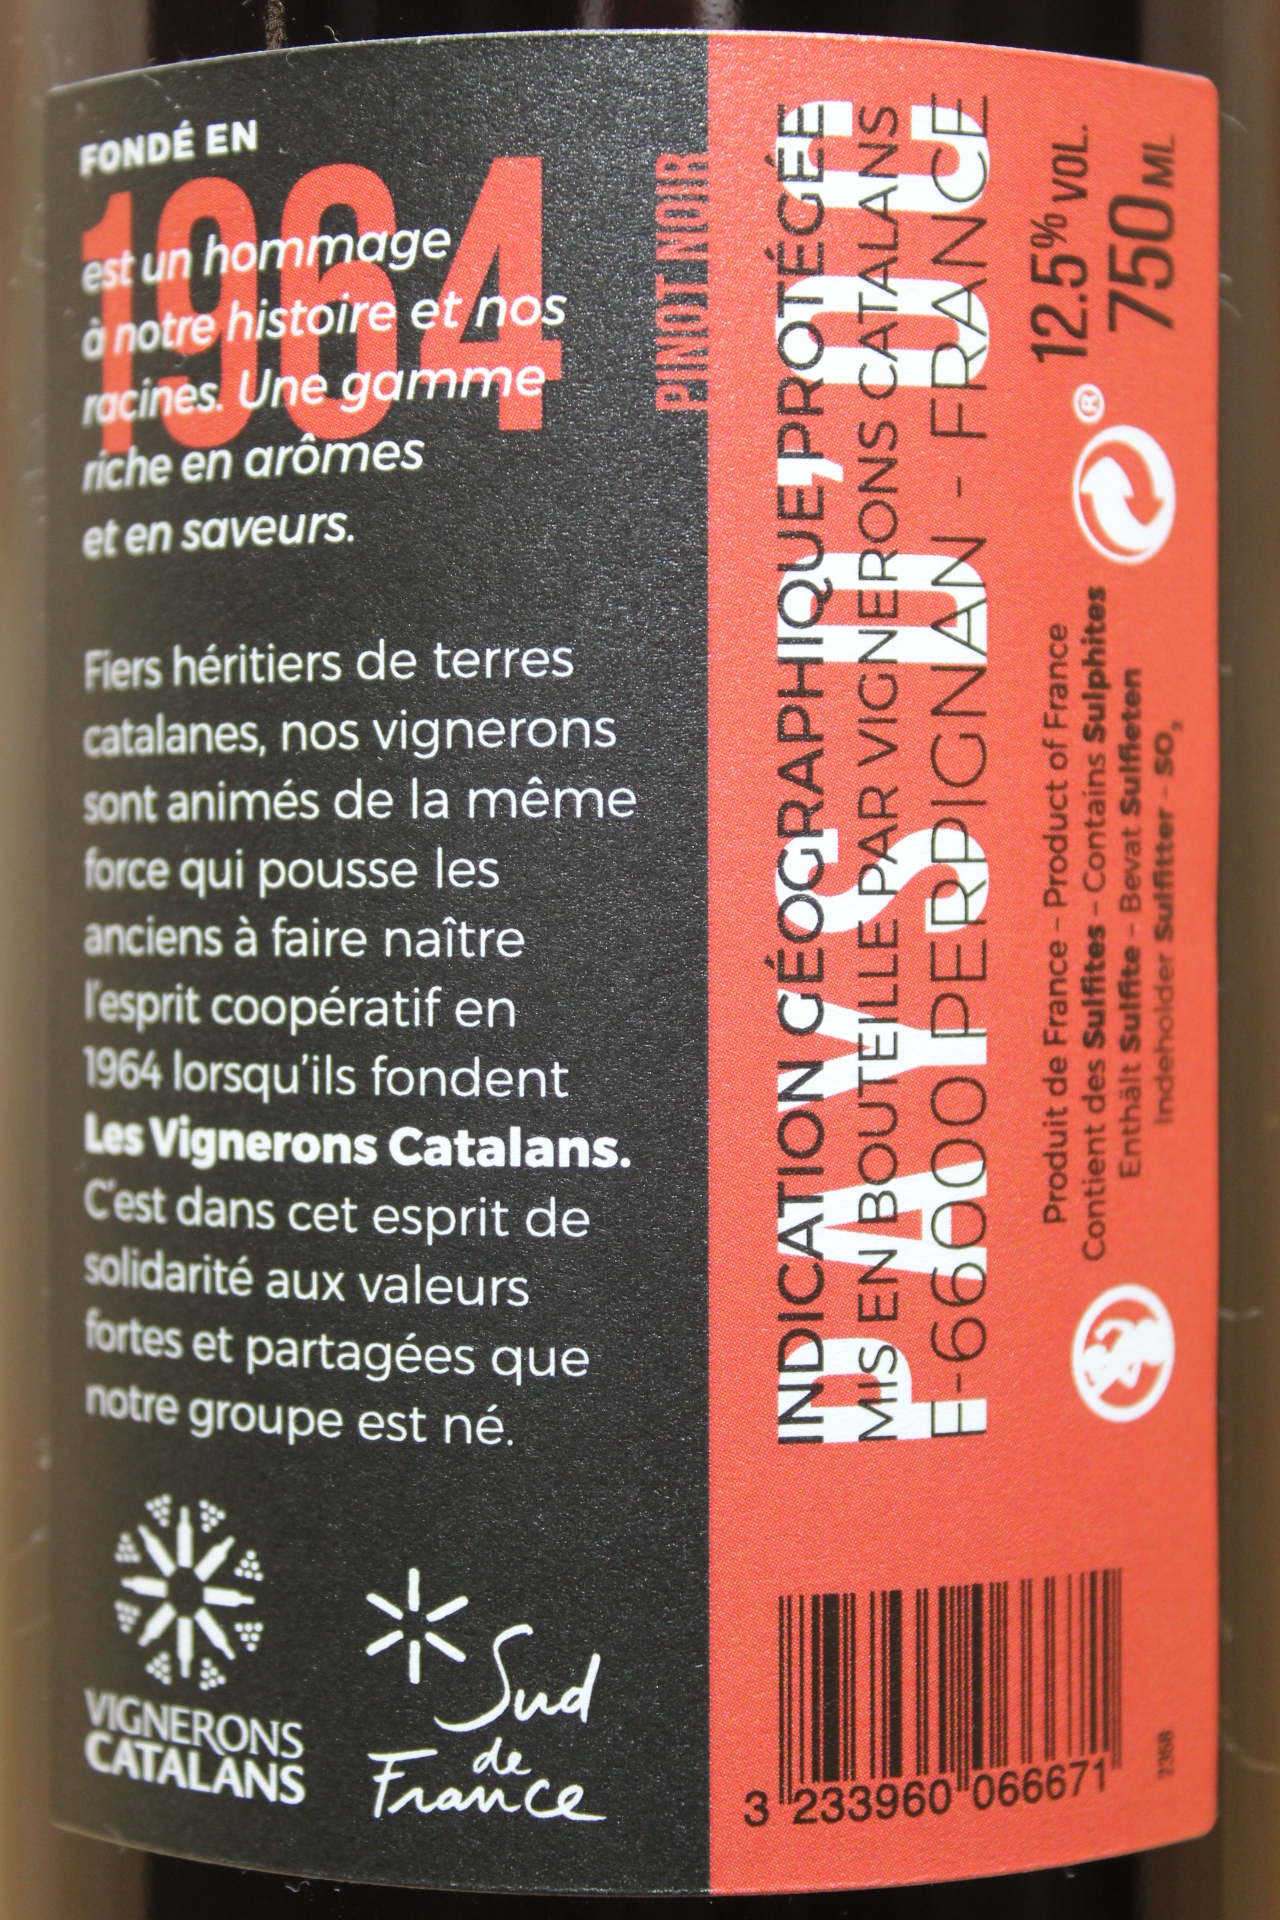 FONDÉ EN
1964
est un hommage
à notre histoire et nos
racines. Une gamme
riche en arômes
et en saveurs.
Fiers héritiers de terres
catalanes, nos vignerons
sont animés de la même
force qui pousse les
anciens à faire naître
l'esprit coopératif en
1964 lorsqu'ils fondent
Les Vignerons Catalans.
C'est dans cet esprit de
solidarité aux valeurs
fortes et partagées que
notre groupe est né.
VIGNERONS
CATALANS
Sud
de
France
PINOT NOIR
PAYS D'OC
INDICATION GÉOGRAPHIQUE PROTÉGÉE
MIS EN BOUTEILLE PAR VIGNERONS CATALANS
F-66000 PERPIGNAN - FRANCE
12.5% VOL.
750 ML
®
Produit de France - Product of France
Contient des Sulfites - Contains Sulphites
Enthält Sulfite - Bevat Sulfieten
Indeholder Sulfitter - SO2
3 233960 066671